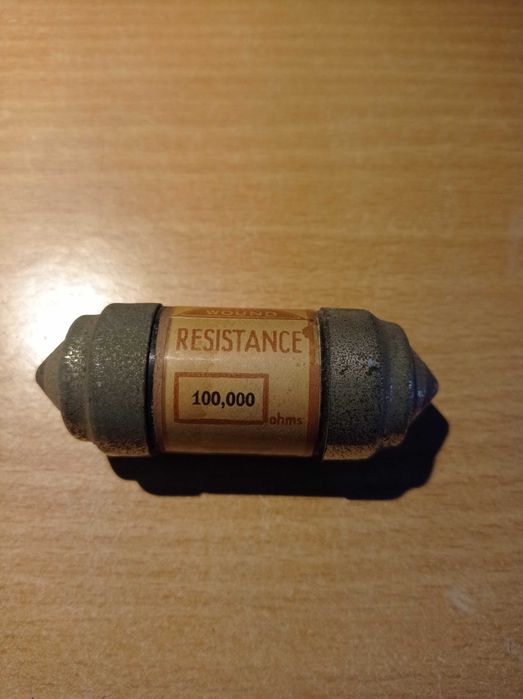 WOUND
RESISTANCE
100,000
ohms